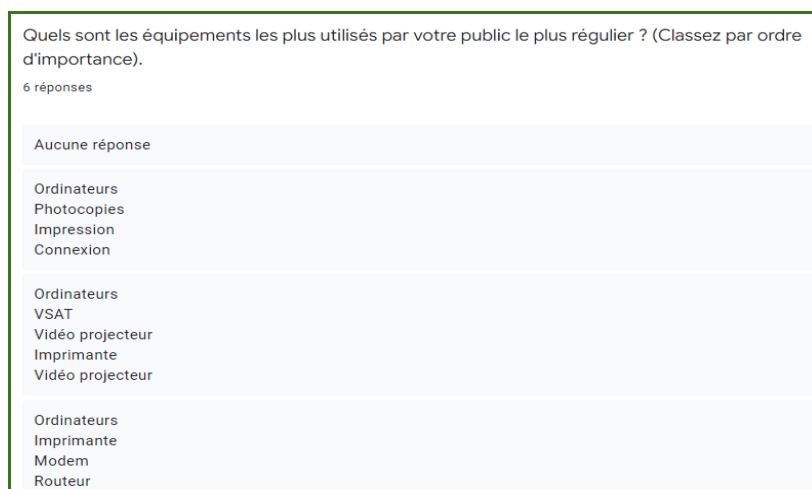 Quels sont les équipements les plus utilisés par votre public le plus régulier ? (Classez par ordre
d'importance).
6 réponses
Aucune réponse
Ordinateurs
Photocopies
Impression
Connexion
Ordinateurs
VSAT
Vidéo projecteur
Imprimante
Vidéo projecteur
Ordinateurs
Imprimante
Modem
Routeur